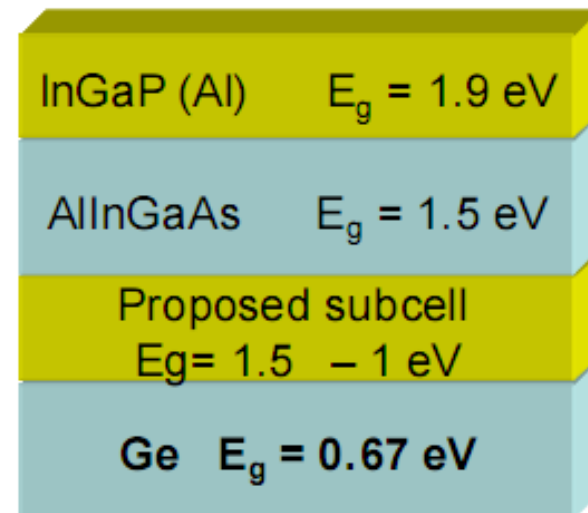 InGaP (Al) E_g = 1.9 eV
AlInGaAs E_g = 1.5 eV
Proposed subcell
Eg= 1.5 – 1 eV
Ge E_g = 0.67 eV